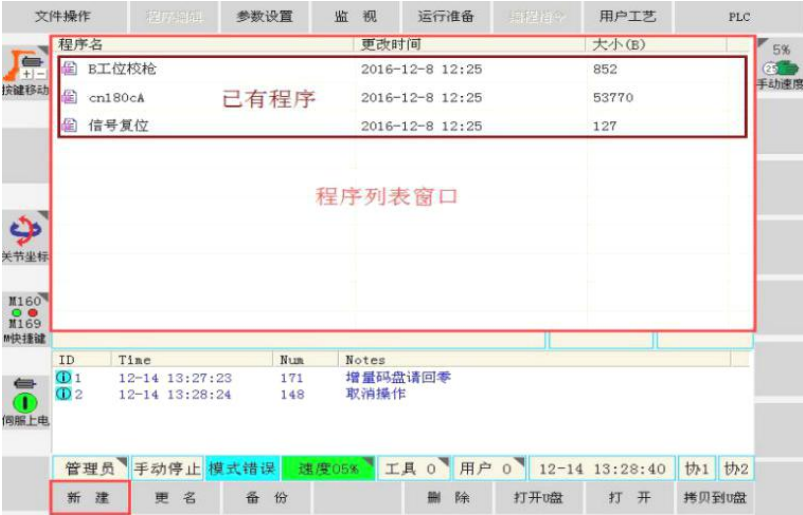 文件操作 程序编辑 参数设置 监 视 运行准备 编程指令 用户工艺 PLC
程序名 更改时间 大小(B)
B工位校枪 2016-12-8 12:25 852
cn180cA 2016-12-8 12:25 53770
信号复位 2016-12-8 12:25 127
已有程序
程序列表窗口
按键移动
5%
手动速度
关节坐标
M160
M169
M快捷键
伺服上电
ID Time Num Notes
1 12-14 13:27:23 171 增量码盘请回零
2 12-14 13:28:24 148 取消操作
管理员 手动停止 模式错误 速度05% 工具 0 用户 0 12-14 13:28:40 协1 协2
新 建 更 名 备 份 删 除 打开U盘 打 开 拷贝到U盘